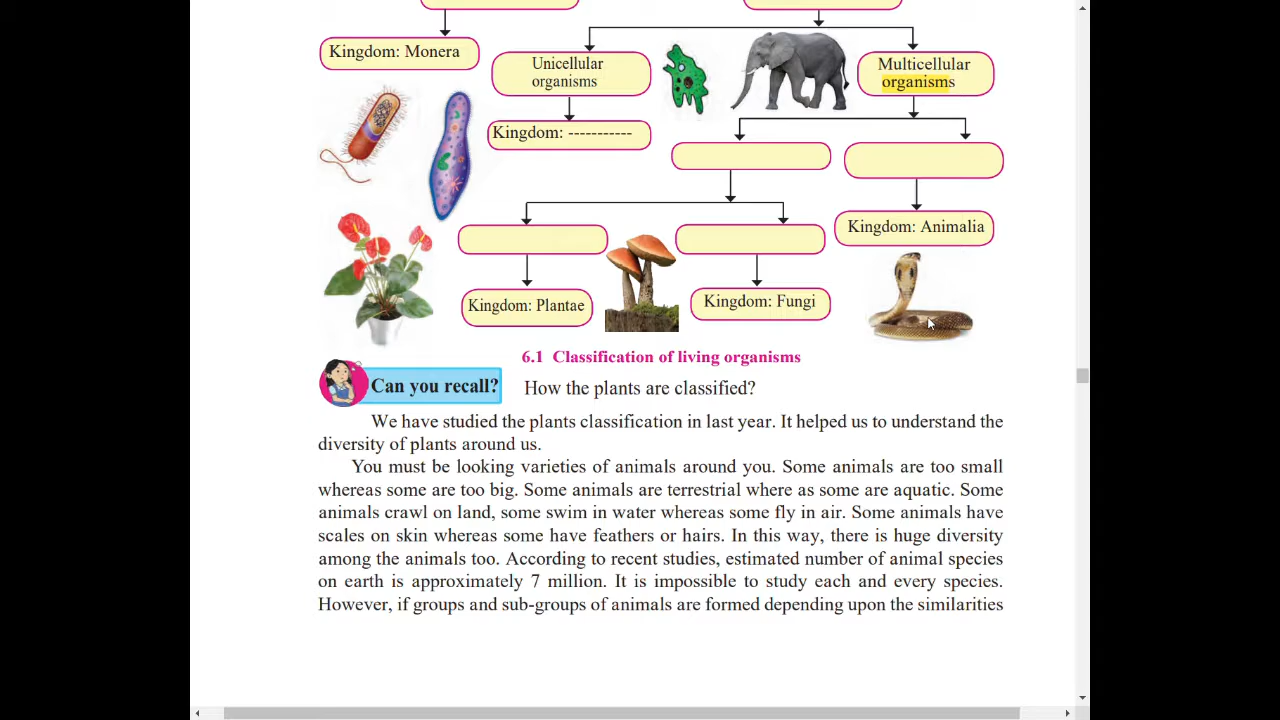 Kingdom: Monera
Unicellular
organisms
Multicellular
organisms
Kingdom: -----------
Kingdom: Animalia
Kingdom: Plantae
Kingdom: Fungi
6.1 Classification of living organisms
Can you recall?
How the plants are classified?
We have studied the plants classification in last year. It helped us to understand the
diversity of plants around us.
You must be looking varieties of animals around you. Some animals are too small
whereas some are too big. Some animals are terrestrial where as some are aquatic. Some
animals crawl on land, some swim in water whereas some fly in air. Some animals have
scales on skin whereas some have feathers or hairs. In this way, there is huge diversity
among the animals too. According to recent studies, estimated number of animal species
on earth is approximately 7 million. It is impossible to study each and every species.
However, if groups and sub-groups of animals are formed depending upon the similarities